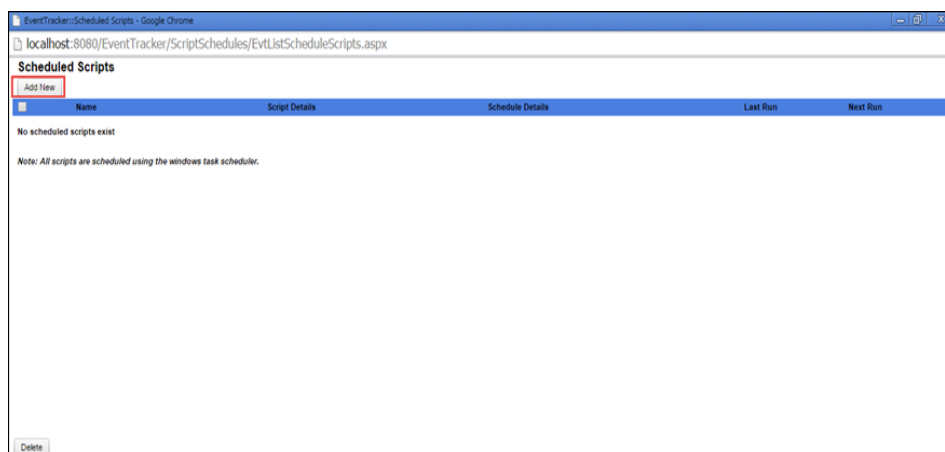 EventTracker::Scheduled Scripts - Google Chrome
localhost:8080/EventTracker/ScriptSchedules/EvtListScheduleScripts.aspx
Scheduled Scripts
Add New
Name Script Details Schedule Details Last Run Next Run
No scheduled scripts exist
Note: All scripts are scheduled using the windows task scheduler.
Delete